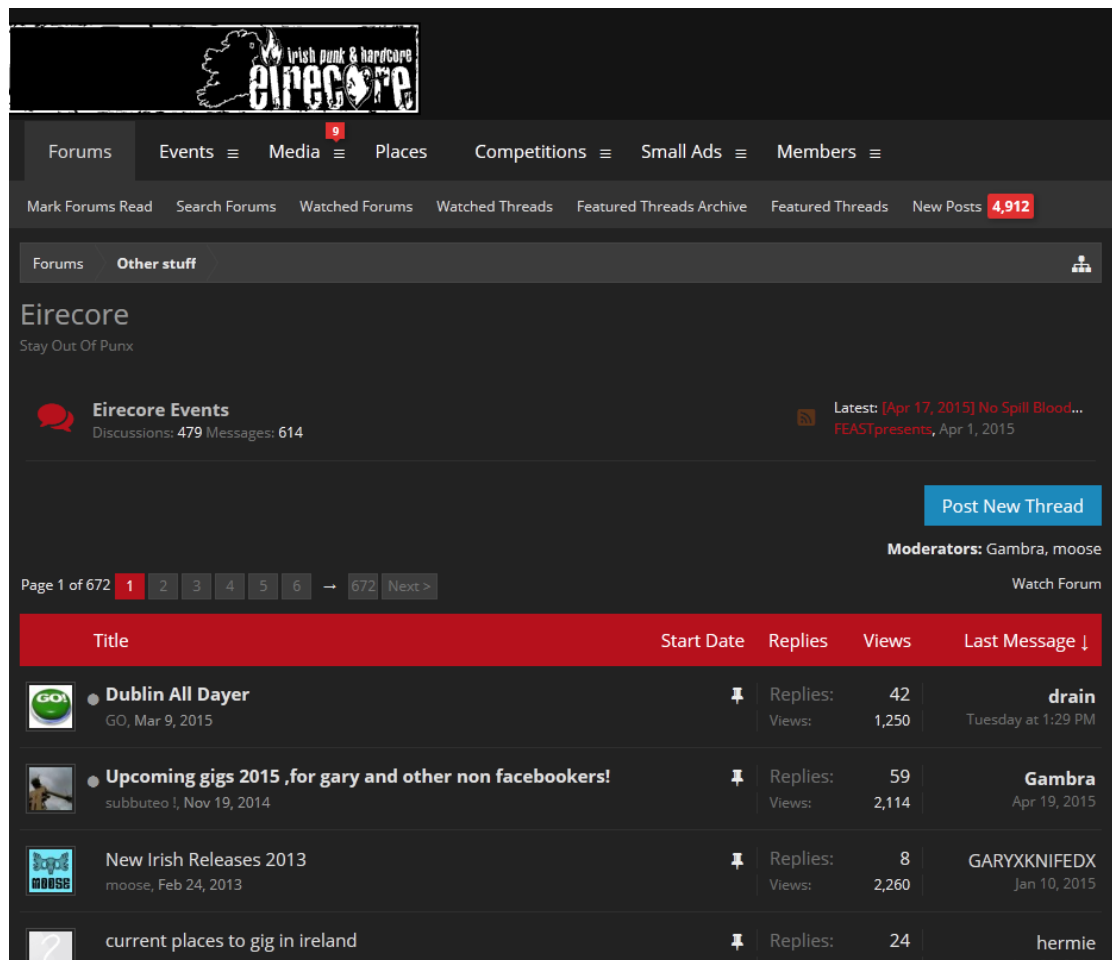 irish punk & hardcore
eirecore
9
Forums Events Media Places Competitions Small Ads Members
Mark Forums Read Search Forums Watched Forums Watched Threads Featured Threads Archive Featured Threads New Posts 4,912
Forums Other stuff
Eirecore
Stay Out Of Punx
Eirecore Events
Discussions: 479 Messages: 614
Latest: [Apr 17, 2015] No Spill Blood...
FEASTpresents, Apr 1, 2015
Post New Thread
Moderators: Gambra, moose
Page 1 of 672 1 2 3 4 5 6 → 672 Next >
Watch Forum
Title Start Date Replies Views Last Message ↓
GO!
Dublin All Dayer Replies: 42 drain
GO, Mar 9, 2015 Views: 1,250 Tuesday at 1:29 PM
Upcoming gigs 2015 ,for gary and other non facebookers! Replies: 59 Gambra
subbuteo !, Nov 19, 2014 Views: 2,114 Apr 19, 2015
New Irish Releases 2013 Replies: 8 GARYXKNIFEDX
MOOSE
moose, Feb 24, 2013 Views: 2,260 Jan 10, 2015
current places to gig in ireland Replies: 24 hermie